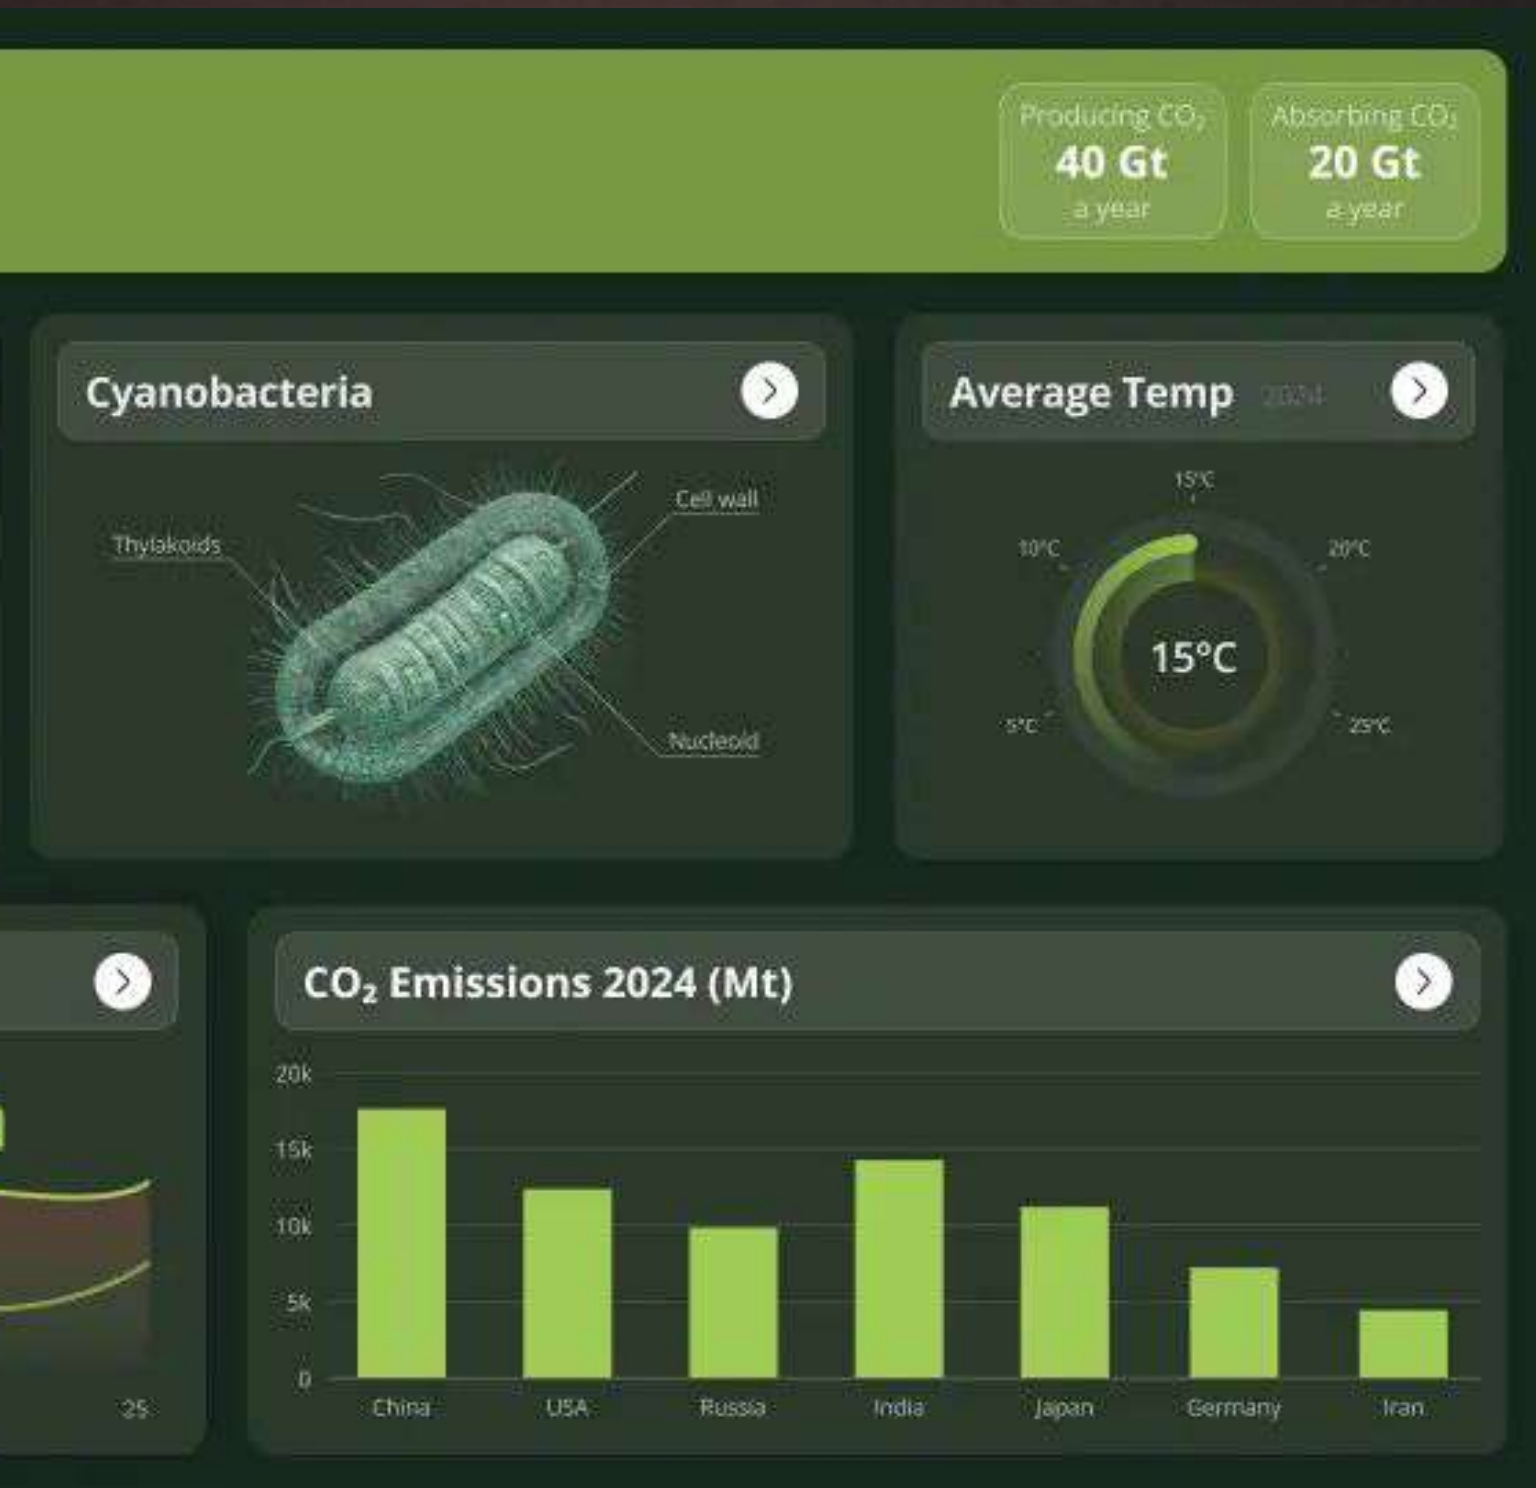 Producing CO₂
40 Gt
a year
Absorbing CO₂
20 Gt
a year
Cyanobacteria
Thylakoids
Cell wall
Nucleoid
Average Temp 2024
15°C
10°C
20°C
15°C
5°C
25°C
25
CO₂ Emissions 2024 (Mt)
20k
15k
10k
5k
0
China
USA
Russia
India
Japan
Germany
Iran